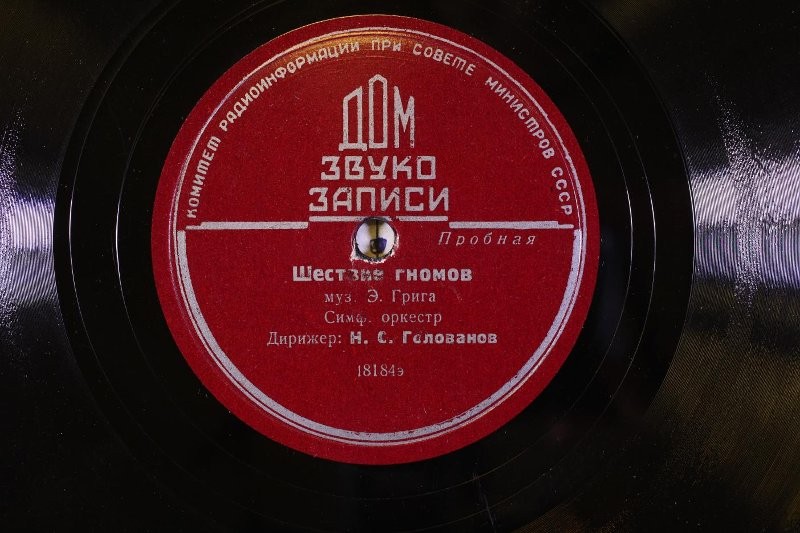 КОМИТЕТ РАДИОИНФОРМАЦИИ ПРИ СОВЕТЕ МИНИСТРОВ СССР
ДОМ
ЗВУКО
ЗАПИСИ
Пробная
Шествие гномов
муз. Э. Грига
Симф. оркестр
Дирижер: Н. С. Голованов
18184э